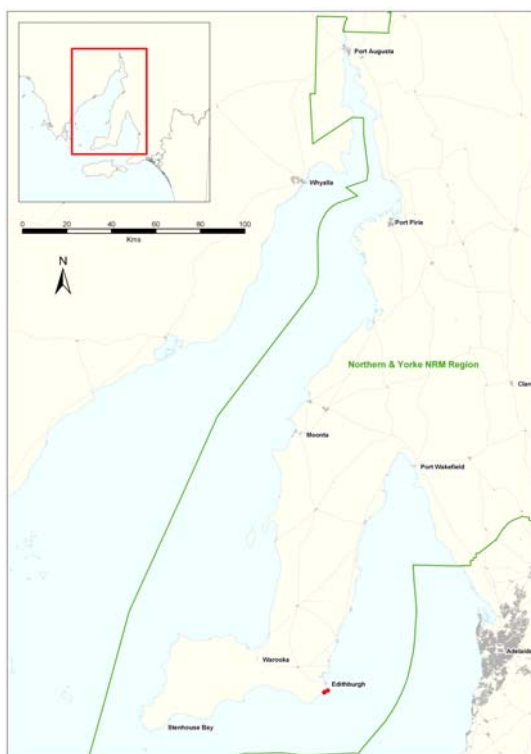 Port Augusta
Whyalla
0 20 40 60 80 100
Kms
Port Pirie
N
Northern & Yorke NRM Region
Clar
Moonta
Port Wakefield
Adelaide
Warooka
Edithburgh
Stenhouse Bay